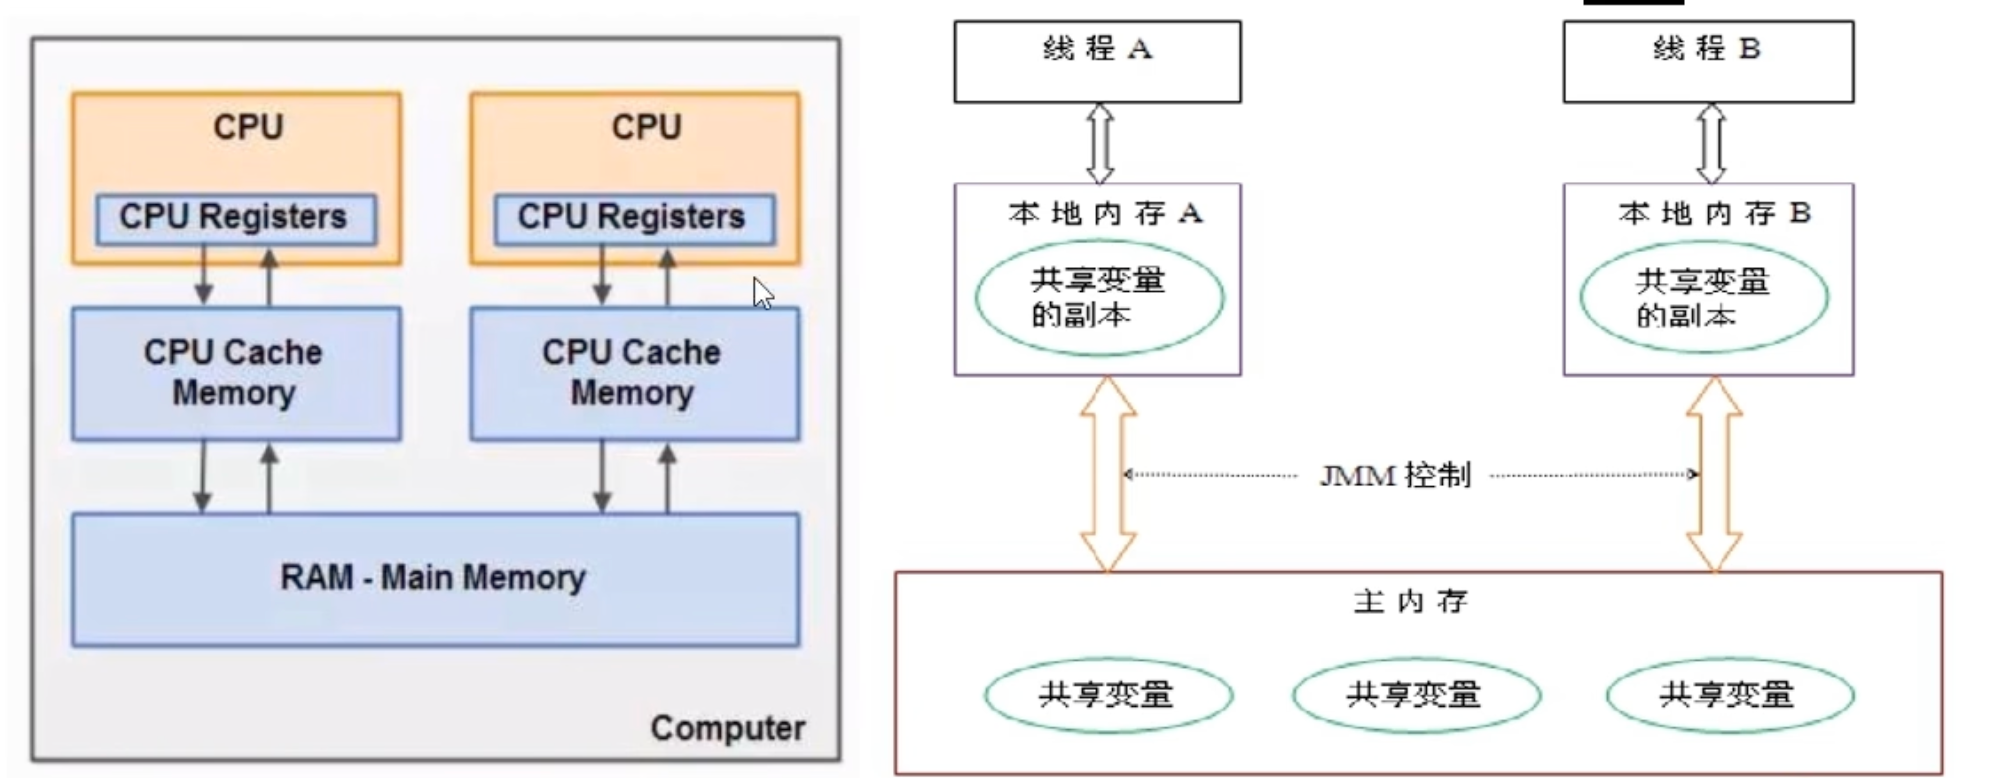 CPU
CPU
CPU Registers
CPU Registers
CPU Cache
Memory
CPU Cache
Memory
RAM - Main Memory
Computer
线程 A
线程 B
本地内存 A
本地内存 B
共享变量
的副本
共享变量
的副本
JMM 控制
主内存
共享变量
共享变量
共享变量